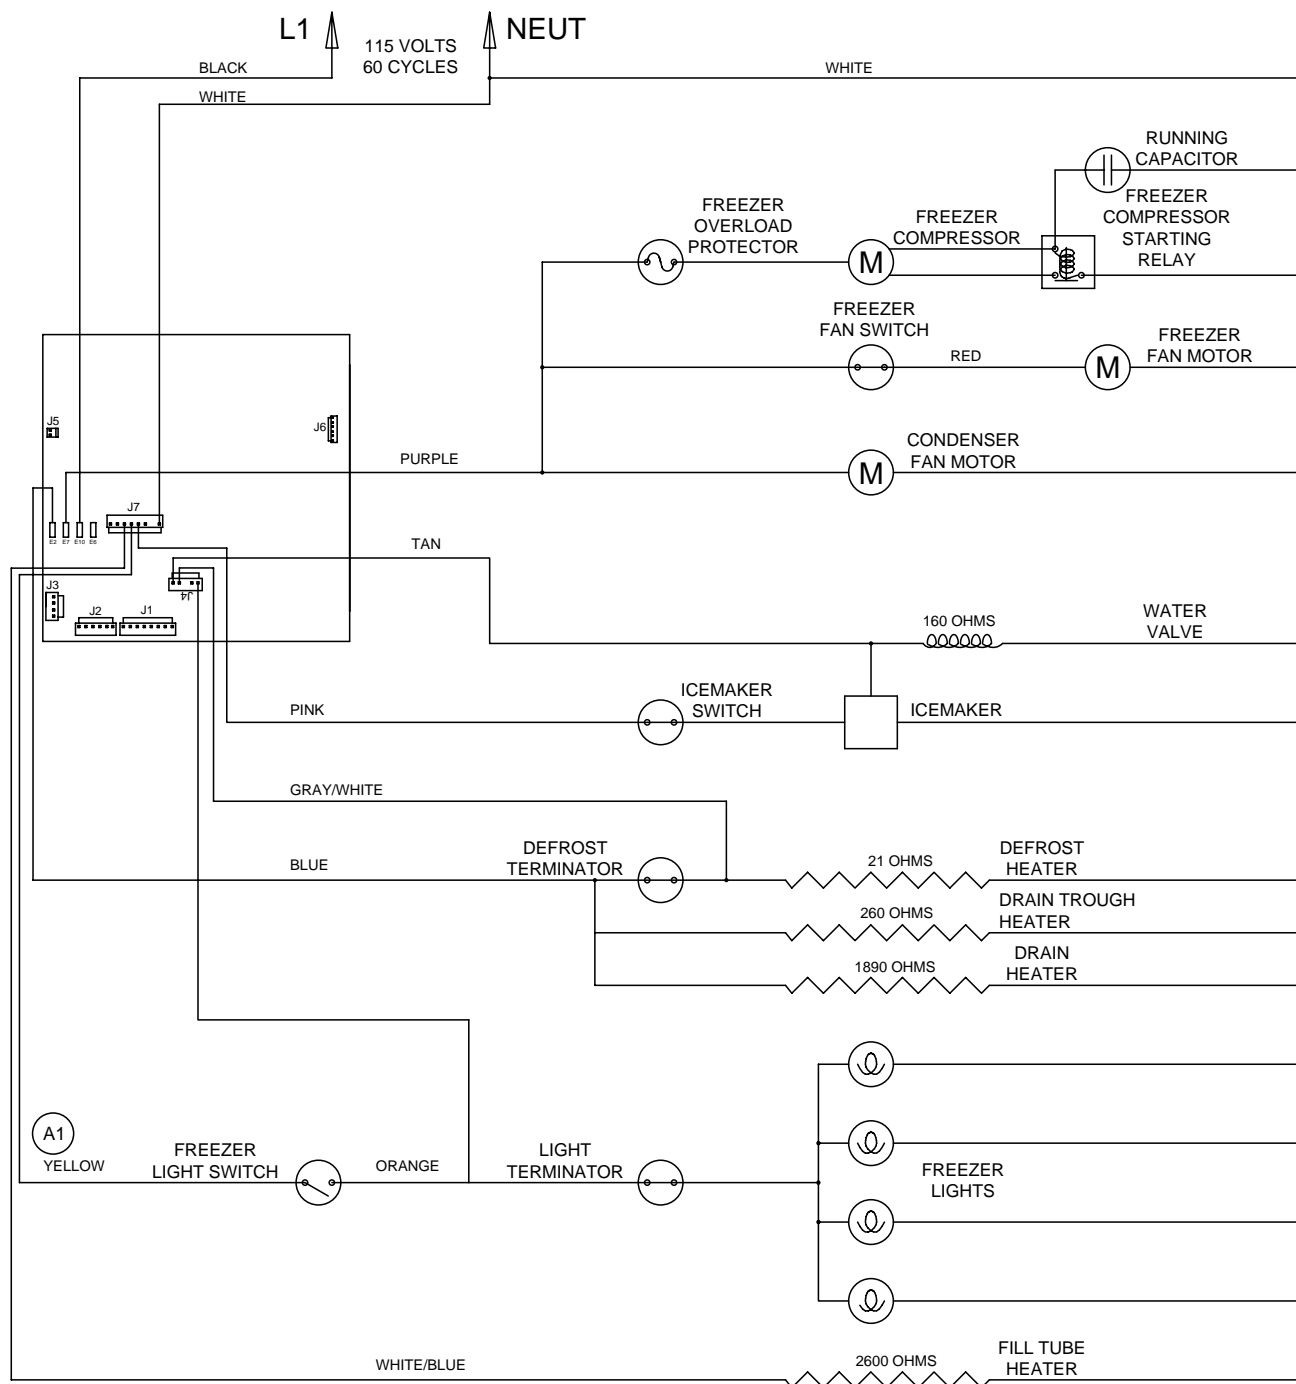 L1
NEUT
115 VOLTS
60 CYCLES
BLACK
WHITE
WHITE
RUNNING
CAPACITOR
FREEZER
COMPRESSOR
STARTING
RELAY
FREEZER
OVERLOAD
PROTECTOR
FREEZER
COMPRESSOR
M
FREEZER
FAN SWITCH
RED
FREEZER
FAN MOTOR
M
J5
J6
PURPLE
CONDENSER
FAN MOTOR
M
J7
E2
E7
E10
E6
TAN
J3
J4
J2
J1
160 OHMS
WATER
VALVE
PINK
ICEMAKER
SWITCH
ICEMAKER
GRAY/WHITE
BLUE
DEFROST
TERMINATOR
21 OHMS
DEFROST
HEATER
260 OHMS
DRAIN TROUGH
HEATER
1890 OHMS
DRAIN
HEATER
A1
YELLOW
FREEZER
LIGHT SWITCH
ORANGE
LIGHT
TERMINATOR
FREEZER
LIGHTS
WHITE/BLUE
2600 OHMS
FILL TUBE
HEATER